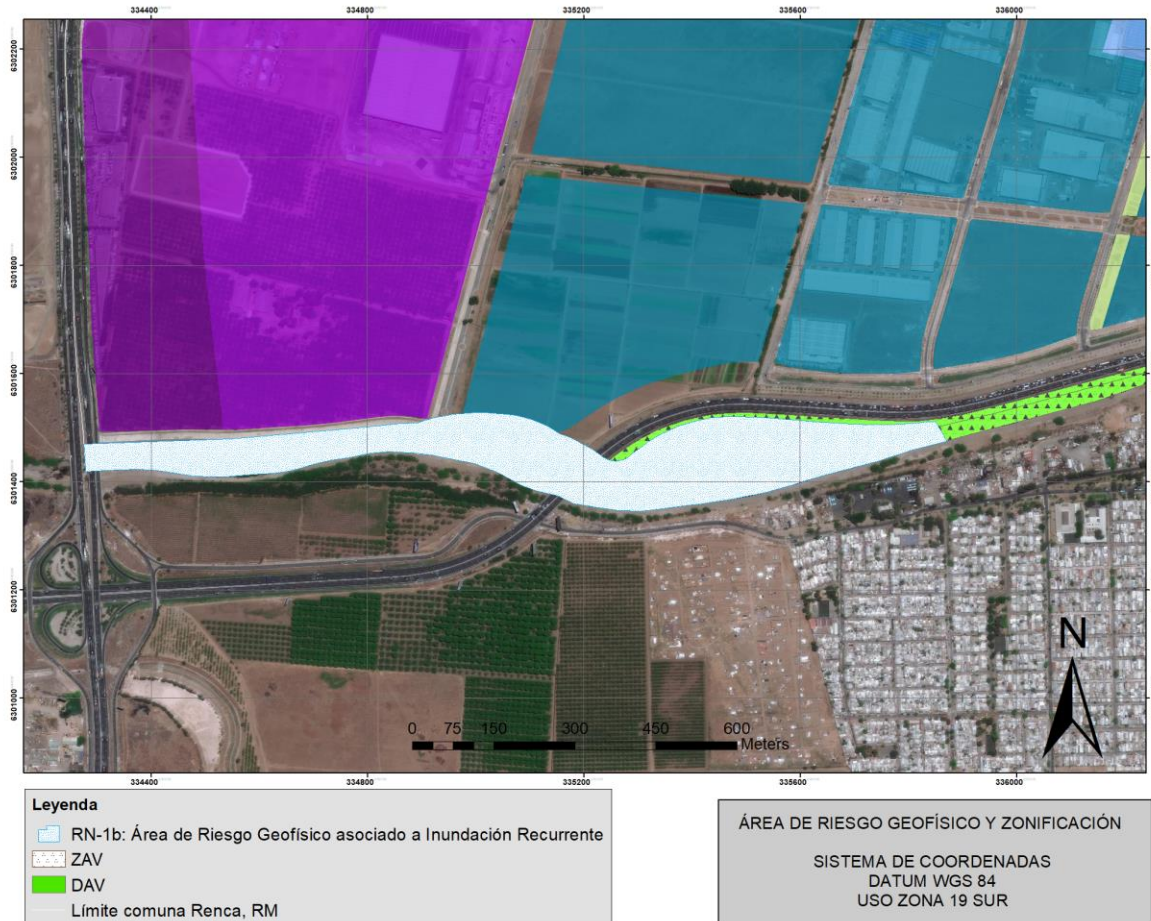 334400 334800 335200 335600 336000
6302200
6302000
6301800
6301600
6301400
6301200
6301000
N
0 75 150 300 450 600
Meters
334400 334800 335200 335600 336000
Leyenda
RN-1b: Área de Riesgo Geofísico asociado a Inundación Recurrente
ZAV
DAV
Límite comuna Renca, RM
ÁREA DE RIESGO GEOFÍSICO Y ZONIFICACIÓN
SISTEMA DE COORDENADAS
DATUM WGS 84
USO ZONA 19 SUR